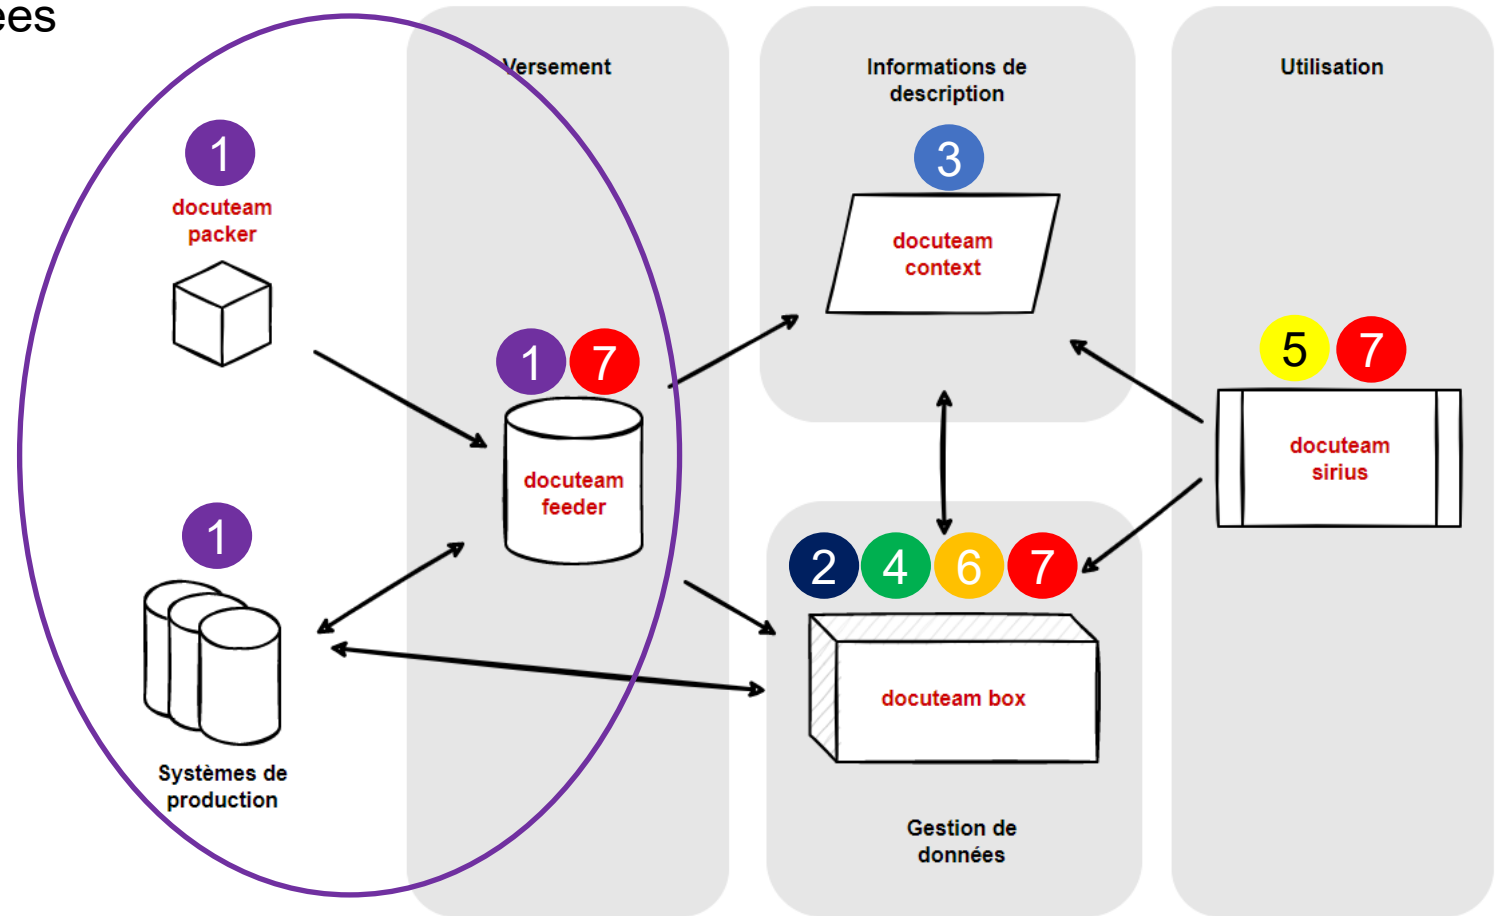 Versement
Informations de
description
Utilisation
1
docuteam
packer
3
docuteam
context
1 7
docuteam
feeder
5 7
docuteam
sirius
1
Systèmes de
production
2 4 6 7
docuteam box
Gestion de
données